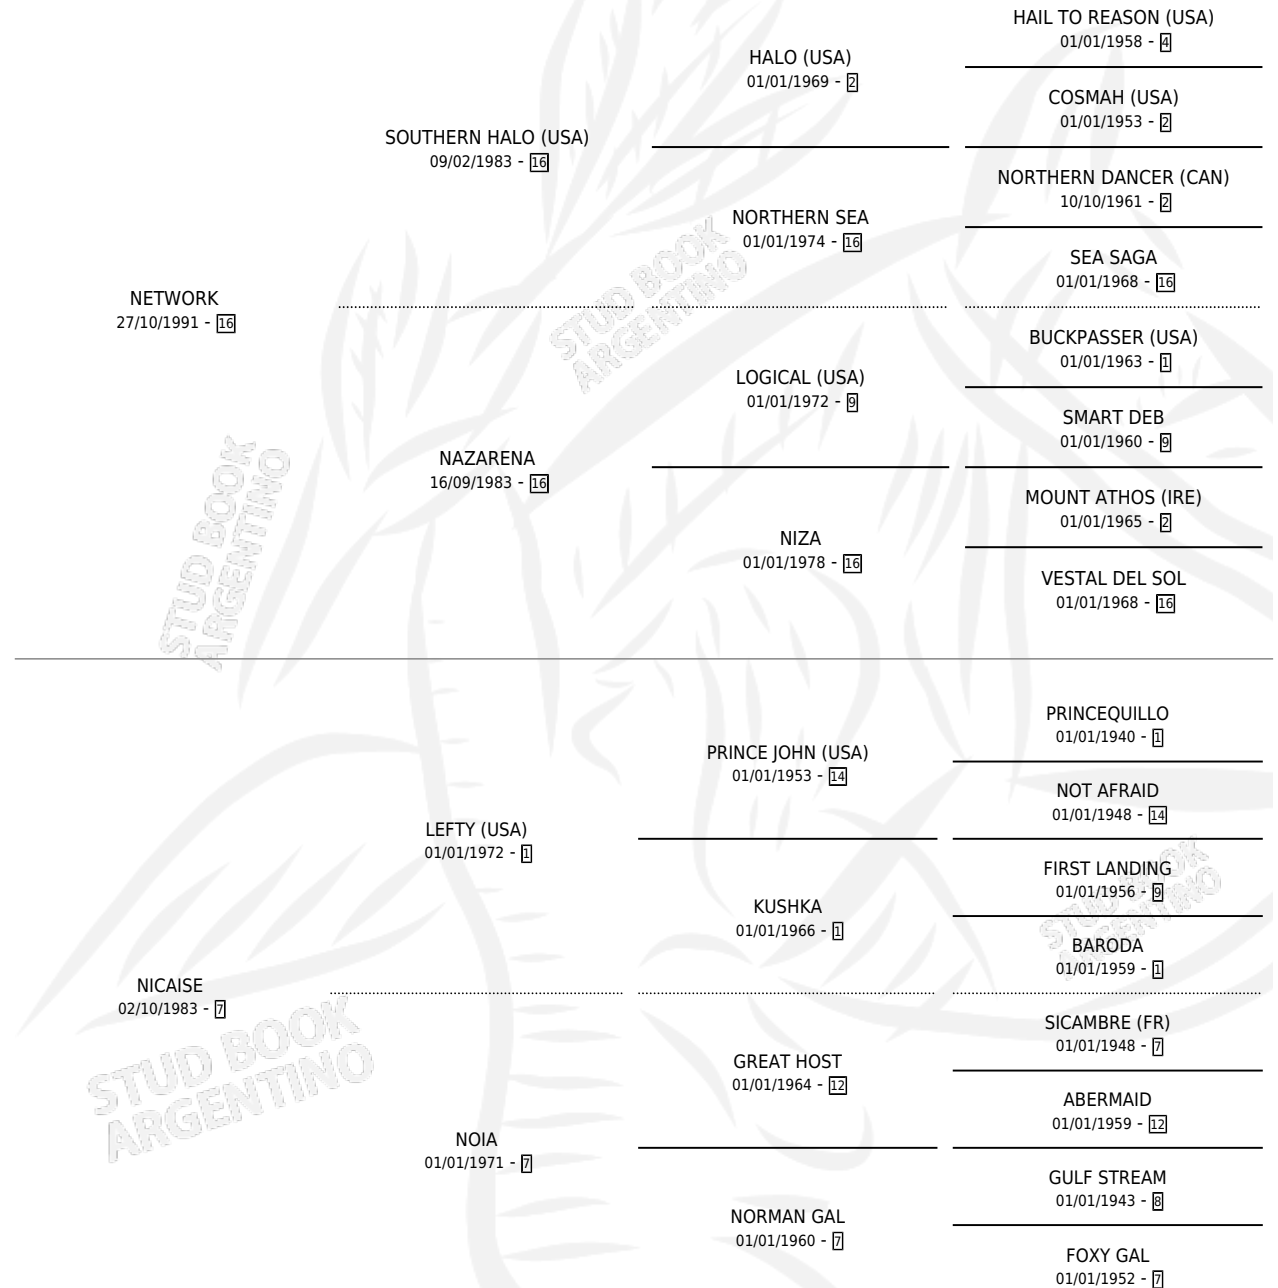 HAIL TO REASON (USA)
01/01/1958 - 4
HALO (USA)
01/01/1969 - 2
COSMAH (USA)
01/01/1953 - 2
SOUTHERN HALO (USA)
09/02/1983 - 16
NORTHERN DANCER (CAN)
10/10/1961 - 2
NORTHERN SEA
01/01/1974 - 16
SEA SAGA
01/01/1968 - 16
NETWORK
27/10/1991 - 16
STUD BOOK
ARGENTINO
BUCKPASSER (USA)
01/01/1963 - 1
LOGICAL (USA)
01/01/1972 - 9
SMART DEB
01/01/1960 - 9
NAZARENA
16/09/1983 - 16
MOUNT ATHOS (IRE)
01/01/1965 - 2
NIZA
01/01/1978 - 16
VESTAL DEL SOL
01/01/1968 - 16
STUD BOOK
ARGENTINO
PRINCEQUILLO
01/01/1940 - 1
PRINCE JOHN (USA)
01/01/1953 - 14
NOT AFRAID
01/01/1948 - 14
LEFTY (USA)
01/01/1972 - 1
FIRST LANDING
01/01/1956 - 9
KUSHKA
01/01/1966 - 1
BARODA
01/01/1959 - 1
STUD BOOK
ARGENTINO
NICAISE
02/10/1983 - 7
SICAMBRE (FR)
01/01/1948 - 7
GREAT HOST
01/01/1964 - 12
ABERMAID
01/01/1959 - 12
STUD BOOK
ARGENTINO
NOIA
01/01/1971 - 7
GULF STREAM
01/01/1943 - 8
NORMAN GAL
01/01/1960 - 7
FOXY GAL
01/01/1952 - 7